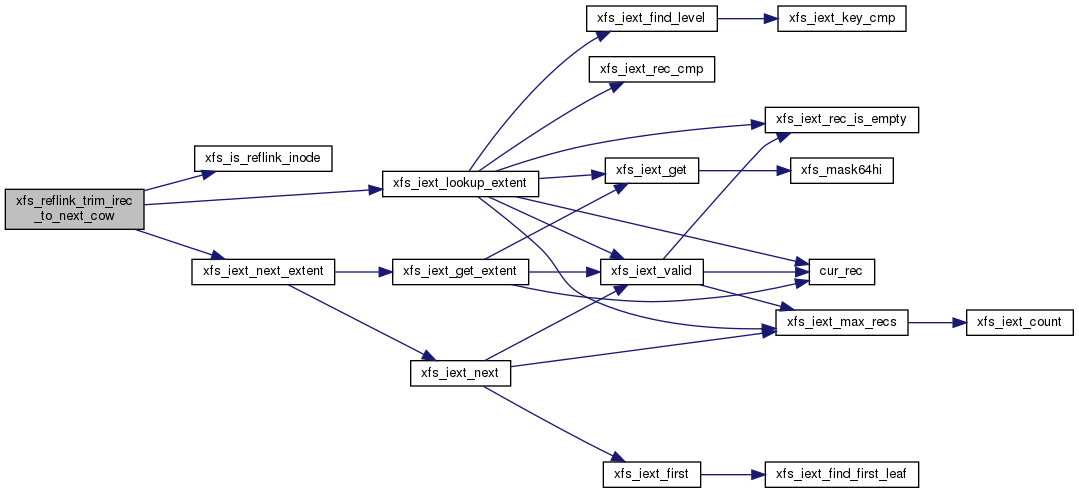 xfs_reflink_trim_irec
_to_next_cow
xfs_is_reflink_inode
xfs_iext_lookup_extent
xfs_iext_next_extent
xfs_iext_find_level
xfs_iext_key_cmp
xfs_iext_rec_cmp
xfs_iext_rec_is_empty
xfs_iext_get
xfs_mask64hi
xfs_iext_get_extent
xfs_iext_valid
cur_rec
xfs_iext_max_recs
xfs_iext_count
xfs_iext_next
xfs_iext_first
xfs_iext_find_first_leaf